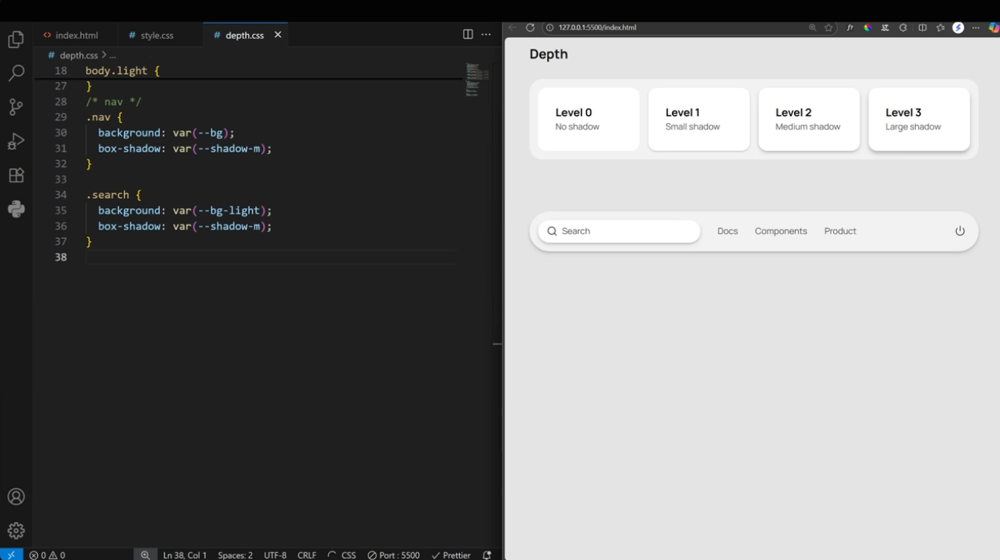 index.html
style.css
depth.css
depth.css > ...
18 body.light {
27 }
28 /* nav */
29 .nav {
30 background: var(--bg);
31 box-shadow: var(--shadow-m);
32 }
33
34 .search {
35 background: var(--bg-light);
36 box-shadow: var(--shadow-m);
37 }
38
0 0
Ln 38, Col 1
Spaces: 2
UTF-8
CRLF
CSS
Port : 5500
Prettier
127.0.0.1:5500/index.html
Depth
Level 0
No shadow
Level 1
Small shadow
Level 2
Medium shadow
Level 3
Large shadow
Search
Docs
Components
Product